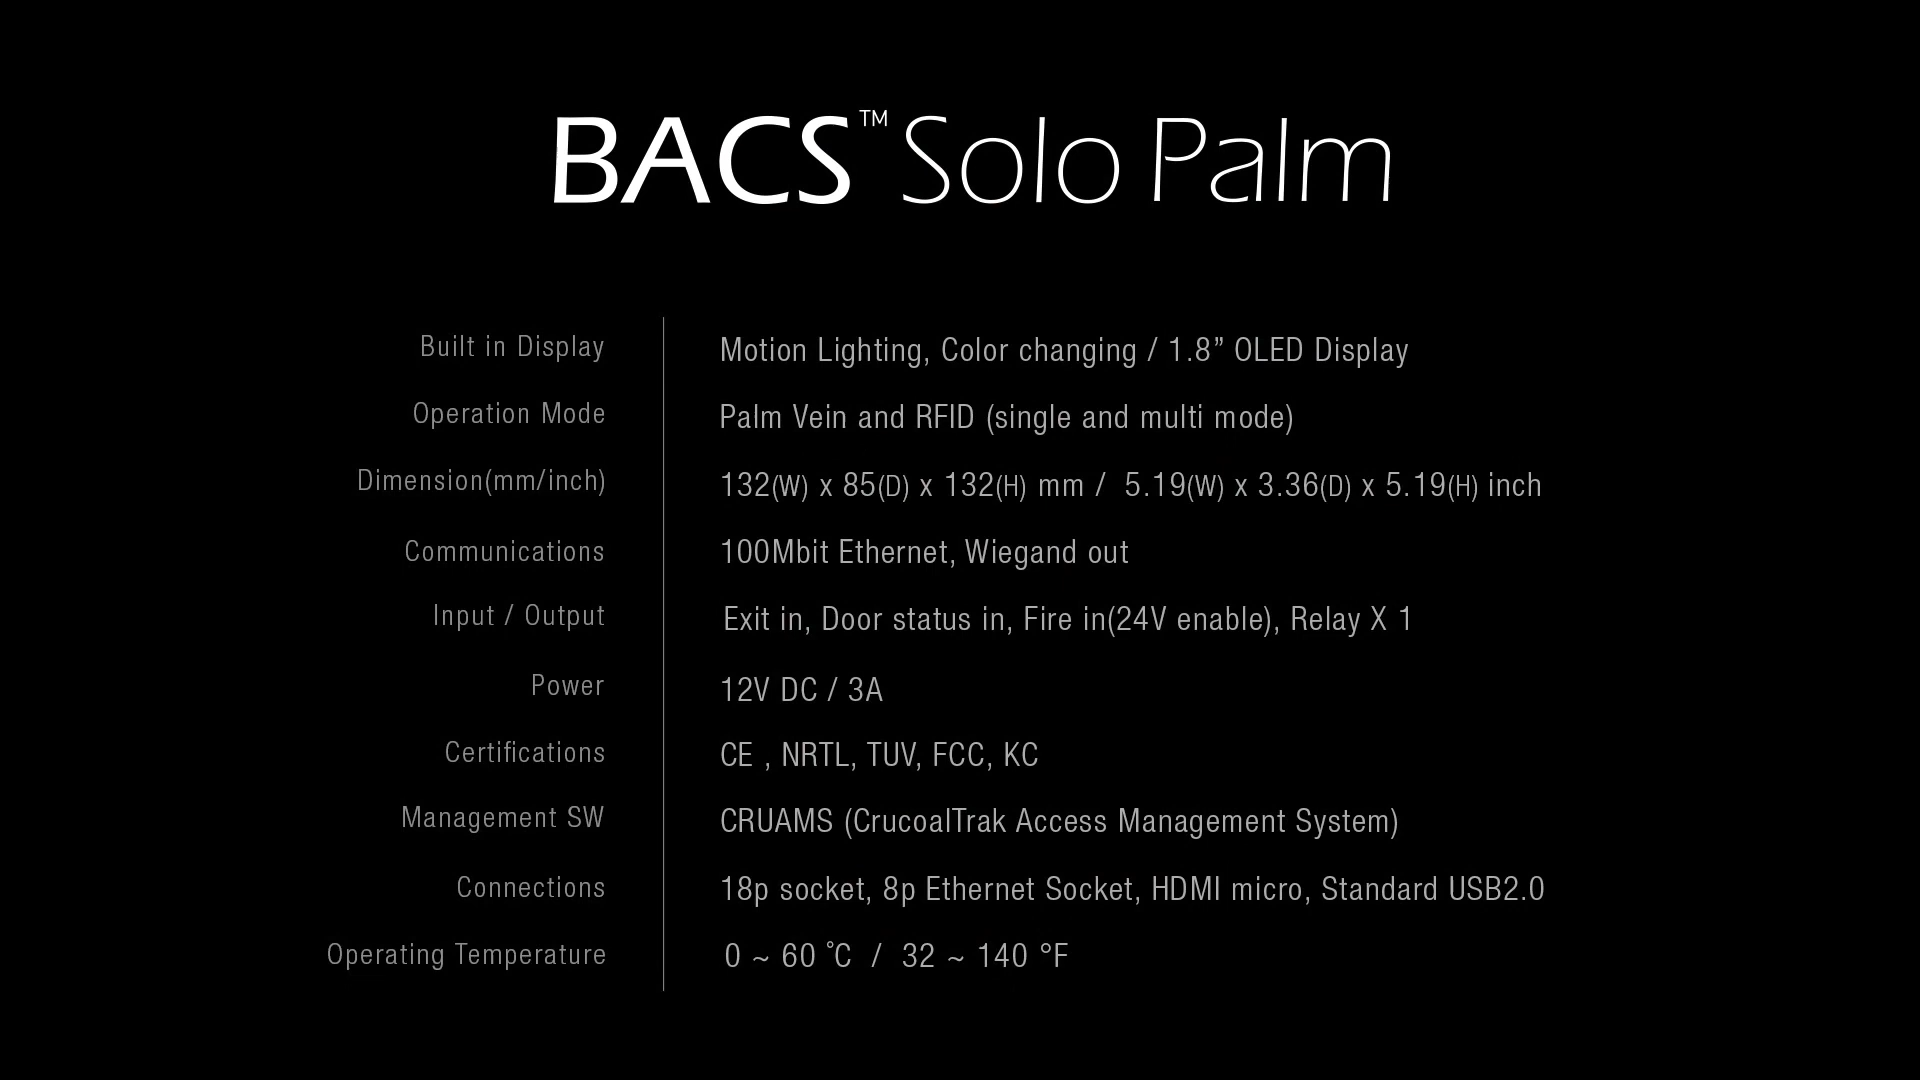 BACS™ Solo Palm
Built in Display Motion Lighting, Color changing / 1.8” OLED Display
Operation Mode Palm Vein and RFID (single and multi mode)
Dimension(mm/inch) 132(W) x 85(D) x 132(H) mm / 5.19(W) x 3.36(D) x 5.19(H) inch
Communications 100Mbit Ethernet, Wiegand out
Input / Output Exit in, Door status in, Fire in(24V enable), Relay X 1
Power 12V DC / 3A
Certifications CE , NRTL, TUV, FCC, KC
Management SW CRUAMS (CrucoalTrak Access Management System)
Connections 18p socket, 8p Ethernet Socket, HDMI micro, Standard USB2.0
Operating Temperature 0 ~ 60 ˚C / 32 ~ 140 °F